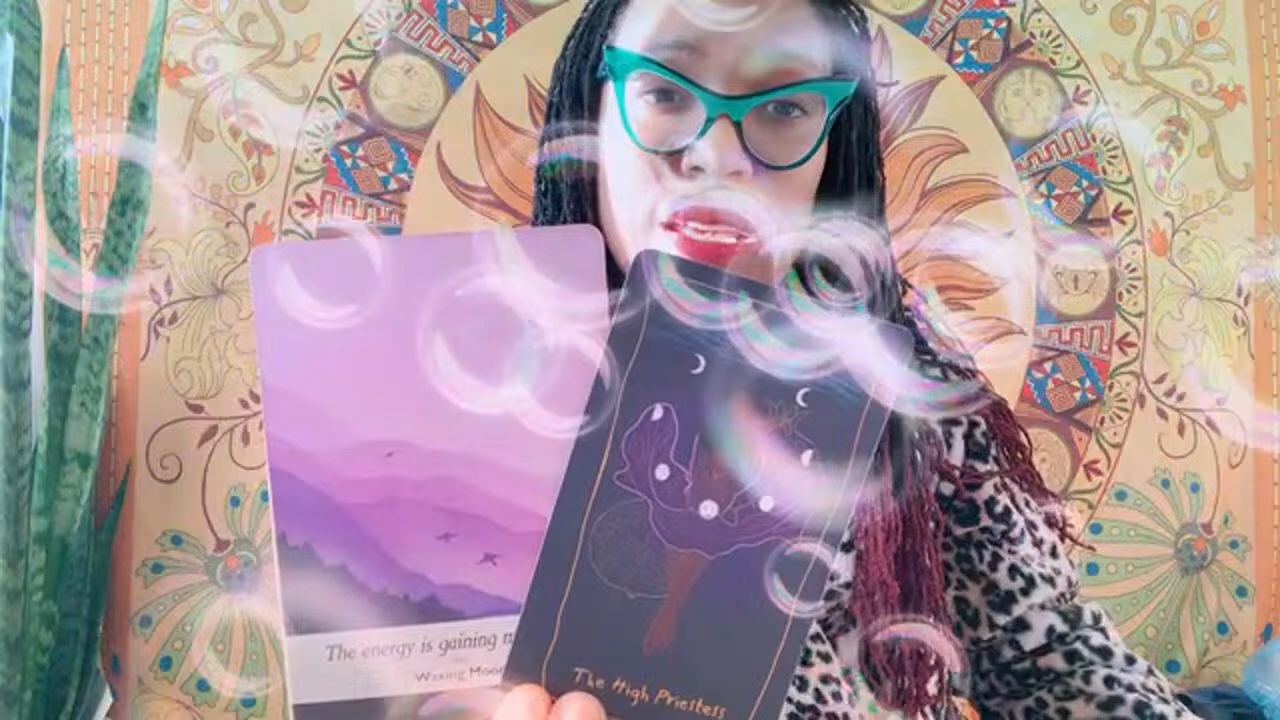 The energy is gaining
Waxing Moon
The High Priestess